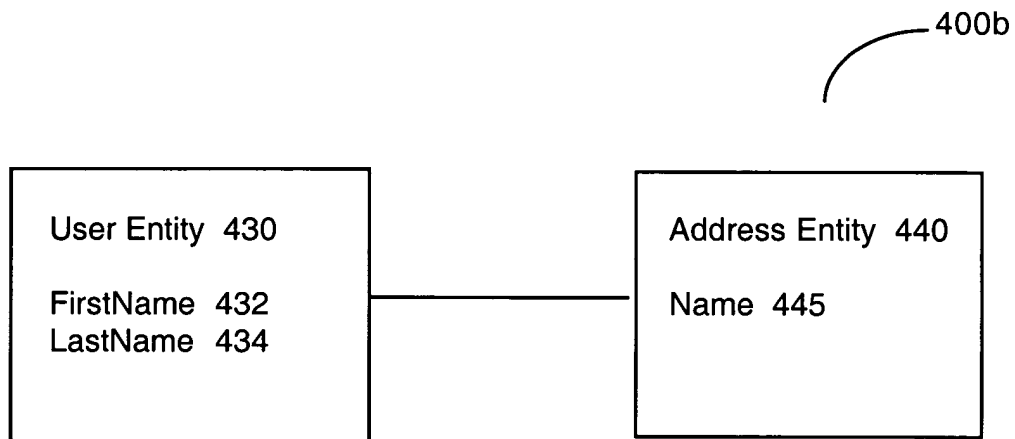 400b
User Entity 430
FirstName 432
LastName 434
Address Entity 440
Name 445